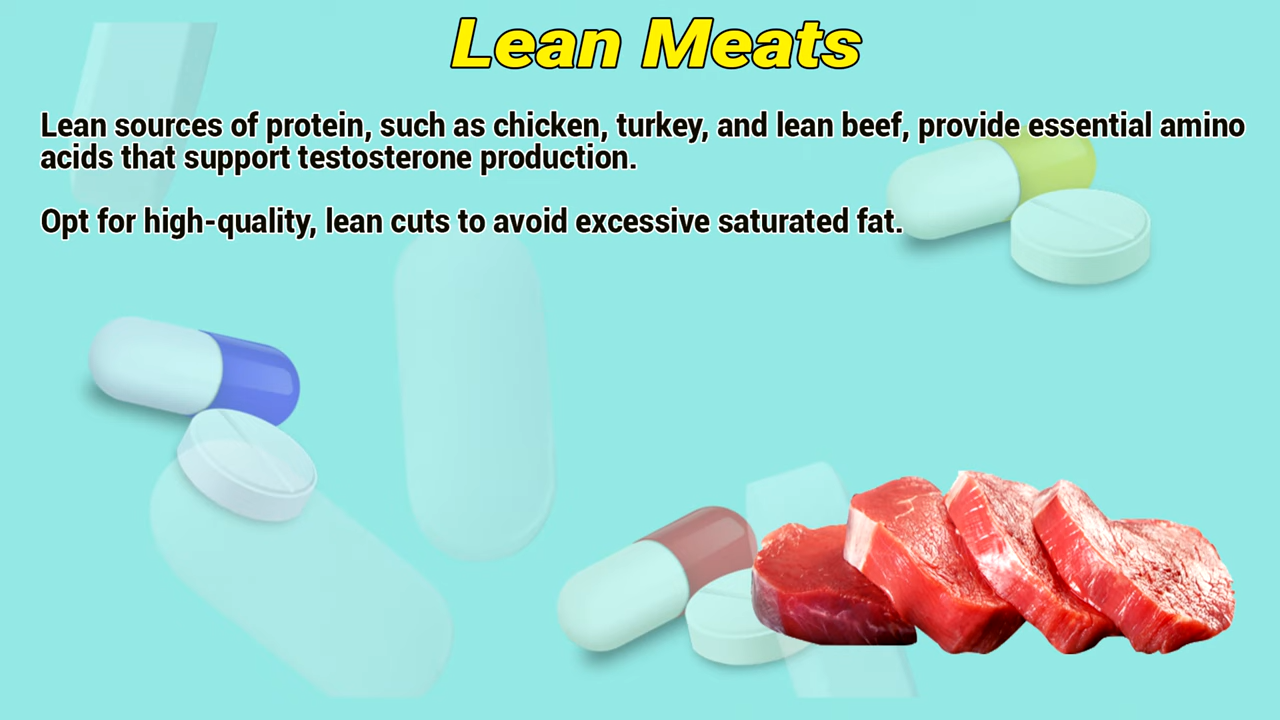 Lean Meats
Lean sources of protein, such as chicken, turkey, and lean beef, provide essential amino
acids that support testosterone production.
Opt for high-quality, lean cuts to avoid excessive saturated fat.